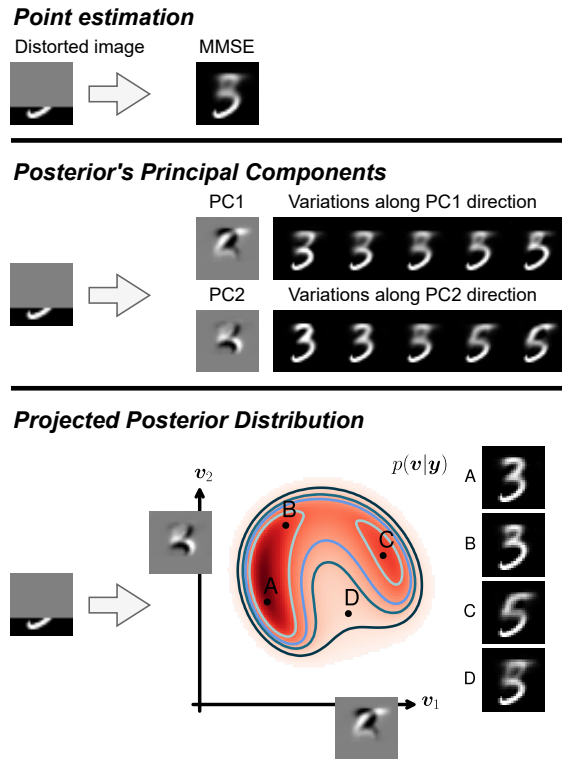 Point estimation
Distorted image MMSE
Posterior's Principal Components
PC1 Variations along PC1 direction
PC2 Variations along PC2 direction
Projected Posterior Distribution
v₂ p(v|y) A
B
B
C
C
A
D
D
v₁